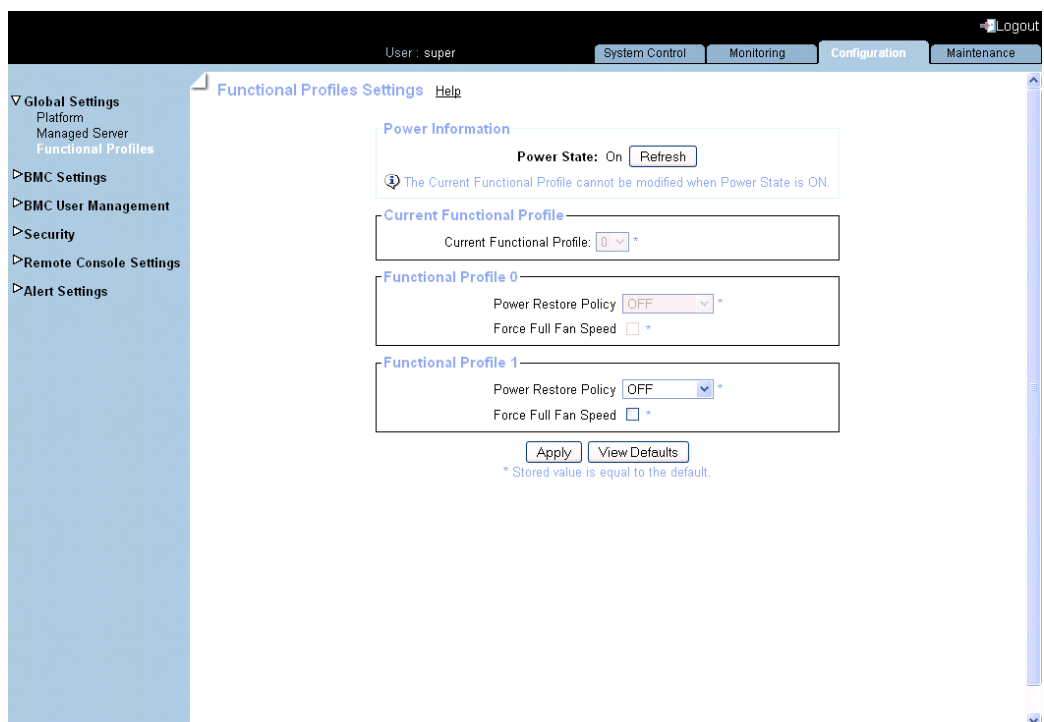 Logout
User : super
System Control
Monitoring
Configuration
Maintenance
Global Settings
Platform
Managed Server
Functional Profiles
BMC Settings
BMC User Management
Security
Remote Console Settings
Alert Settings
Functional Profiles Settings Help
Power Information
Power State: On Refresh
The Current Functional Profile cannot be modified when Power State is ON.
Current Functional Profile
Current Functional Profile: 0 *
Functional Profile 0
Power Restore Policy OFF *
Force Full Fan Speed *
Functional Profile 1
Power Restore Policy OFF *
Force Full Fan Speed *
Apply View Defaults
* Stored value is equal to the default.